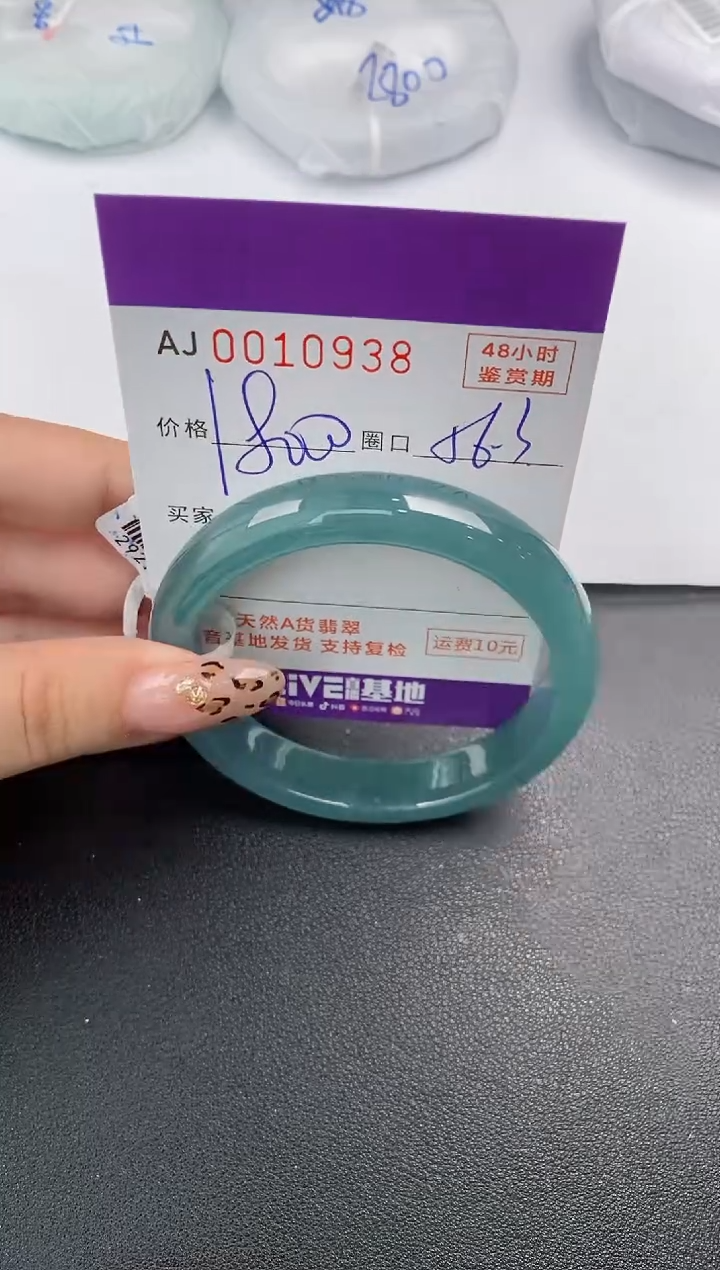 2800
AJ 0010938
48小时
鉴赏期
价格 1800 圈口 56.3
买家
天然A货翡翠
基地发货 支持复检
运费10元
基地